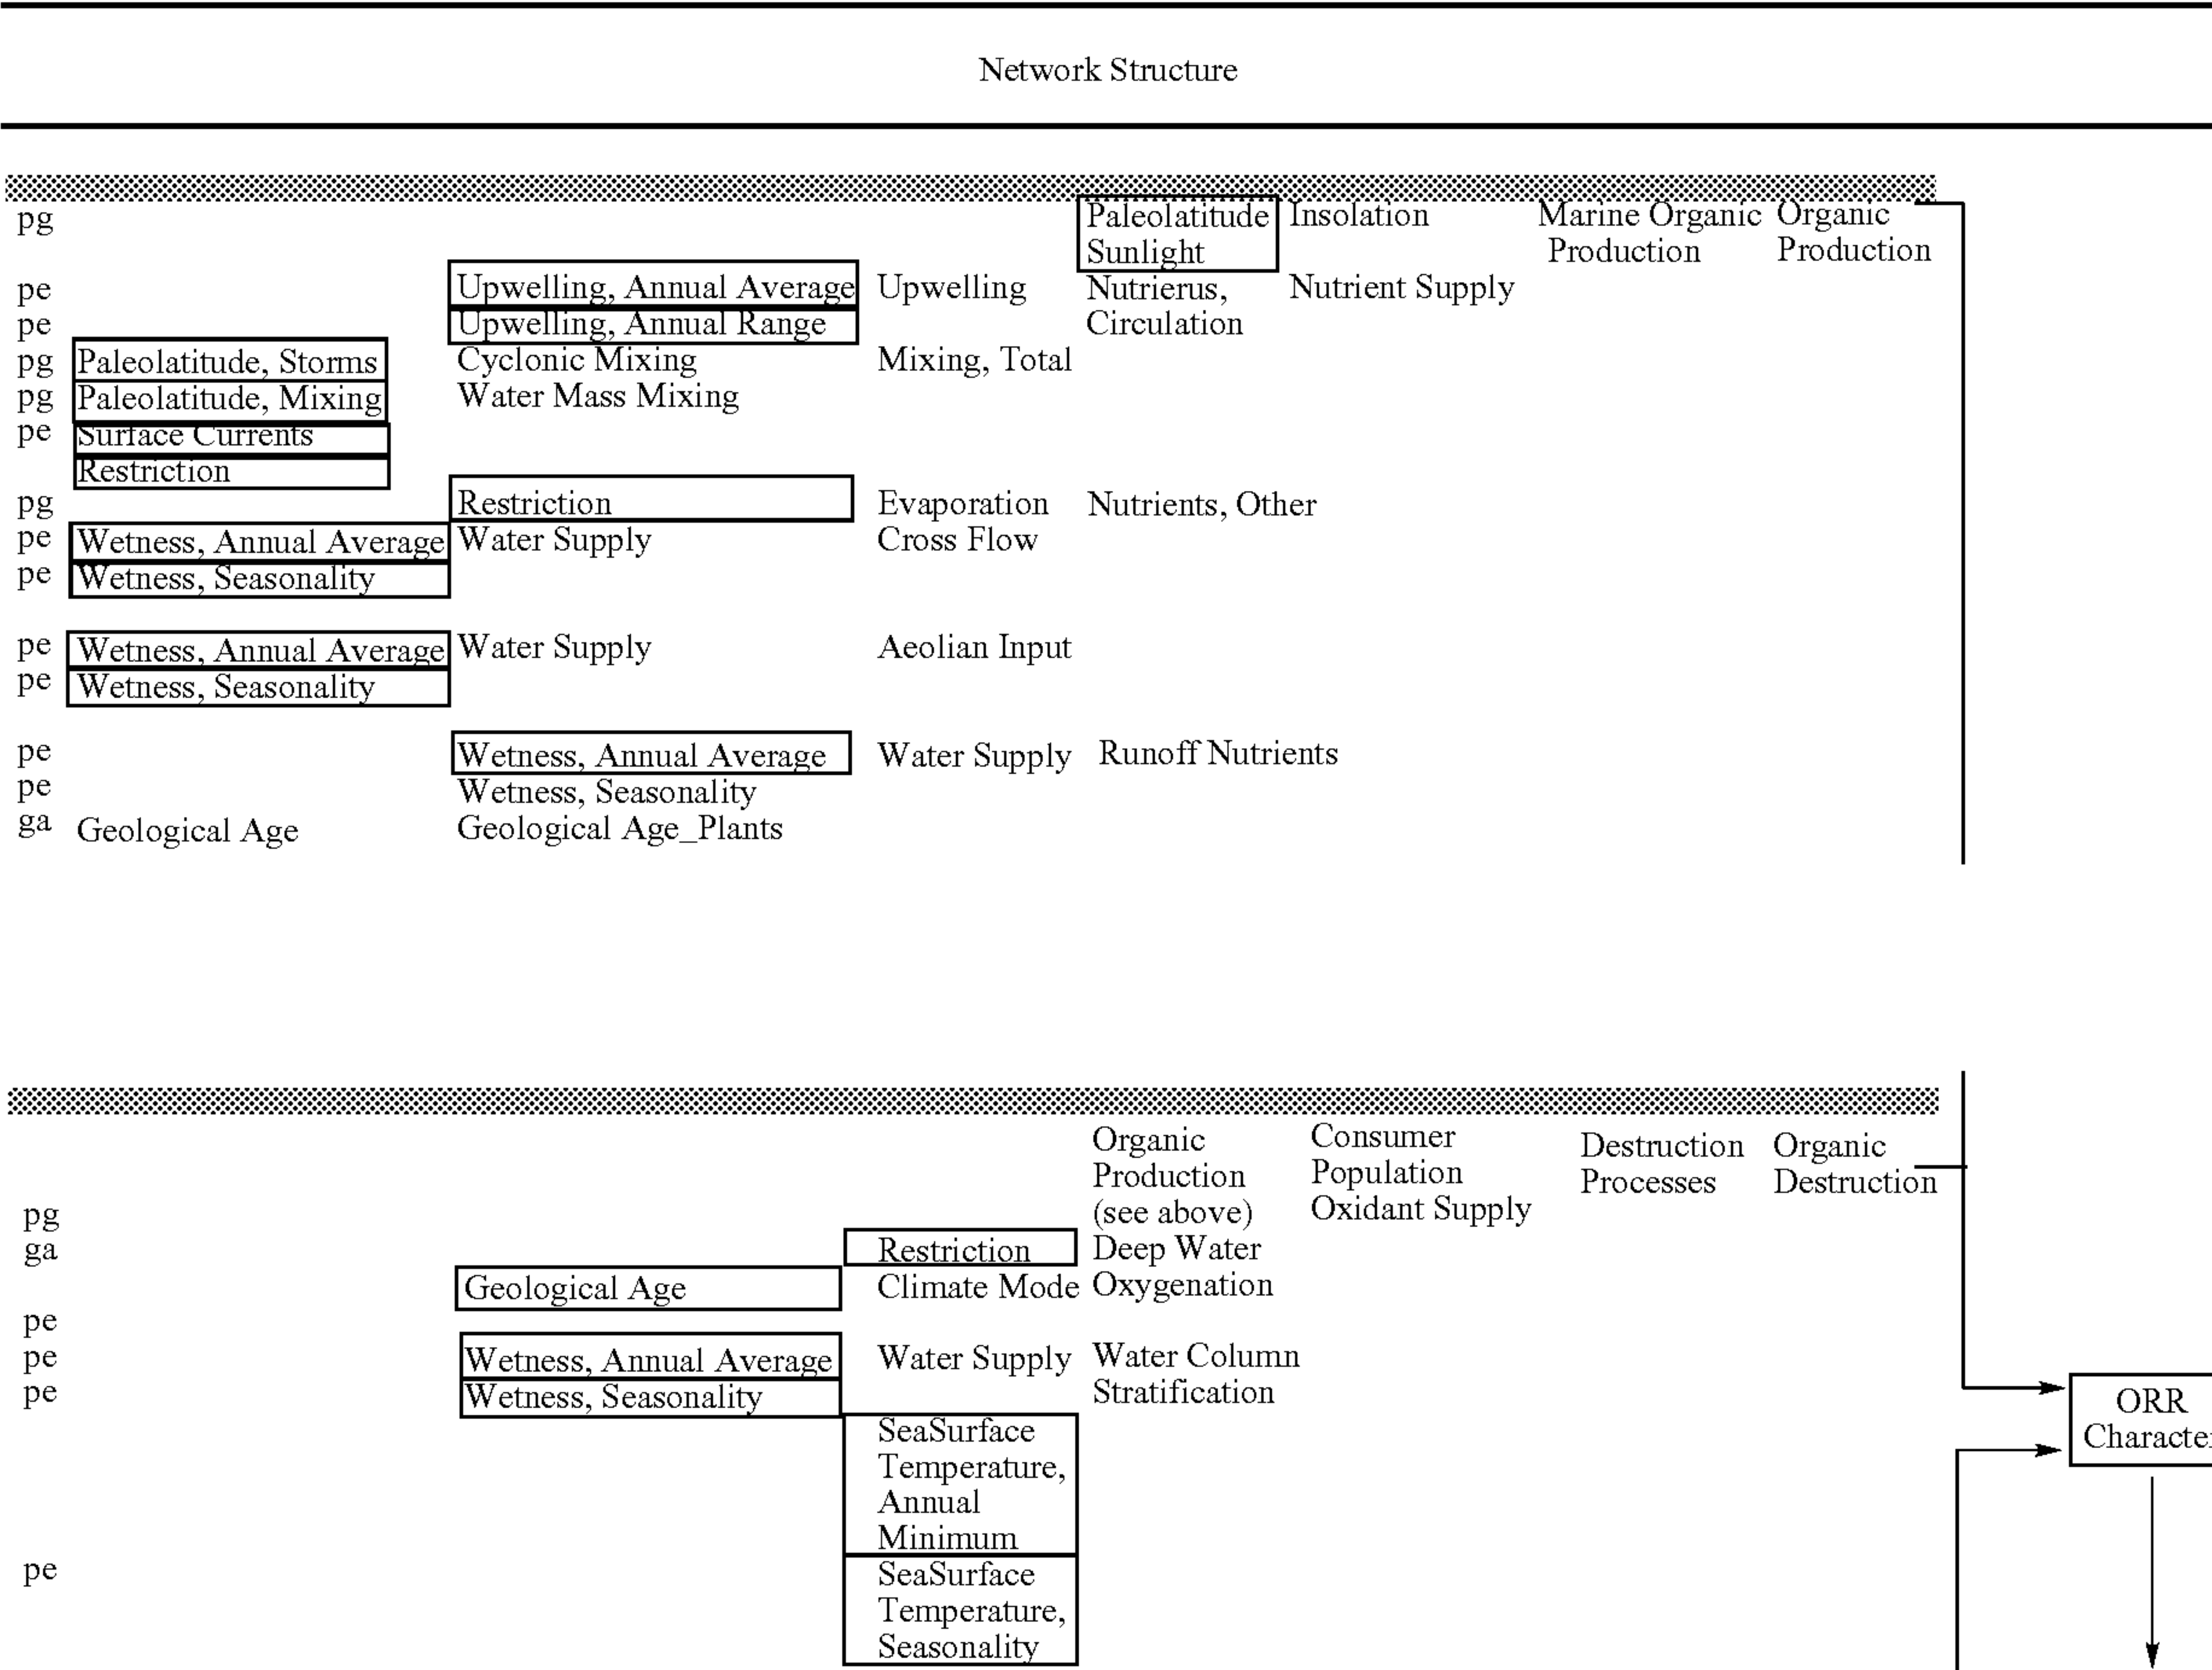 Network Structure
pg Paleolatitude Insolation Marine Organic Organic
Sunlight Production Production
pe Upwelling, Annual Average Upwelling Nutrierus, Nutrient Supply
pe Upwelling, Annual Range Circulation
pg Paleolatitude, Storms Cyclonic Mixing Mixing, Total
pg Paleolatitude, Mixing Water Mass Mixing
pe Surface Currents
Restriction
pg Restriction Evaporation Nutrients, Other
pe Wetness, Annual Average Water Supply Cross Flow
pe Wetness, Seasonality
pe Wetness, Annual Average Water Supply Aeolian Input
pe Wetness, Seasonality
pe Wetness, Annual Average Water Supply Runoff Nutrients
pe Wetness, Seasonality
ga Geological Age Geological Age_Plants
Organic Consumer Destruction Organic
Production Population Processes Destruction
pg (see above) Oxidant Supply
ga Restriction Deep Water
Geological Age Climate Mode Oxygenation
pe
pe Wetness, Annual Average Water Supply Water Column
pe Wetness, Seasonality Stratification
ORR
Character
SeaSurface
Temperature,
Annual
Minimum
pe SeaSurface
Temperature,
Seasonality